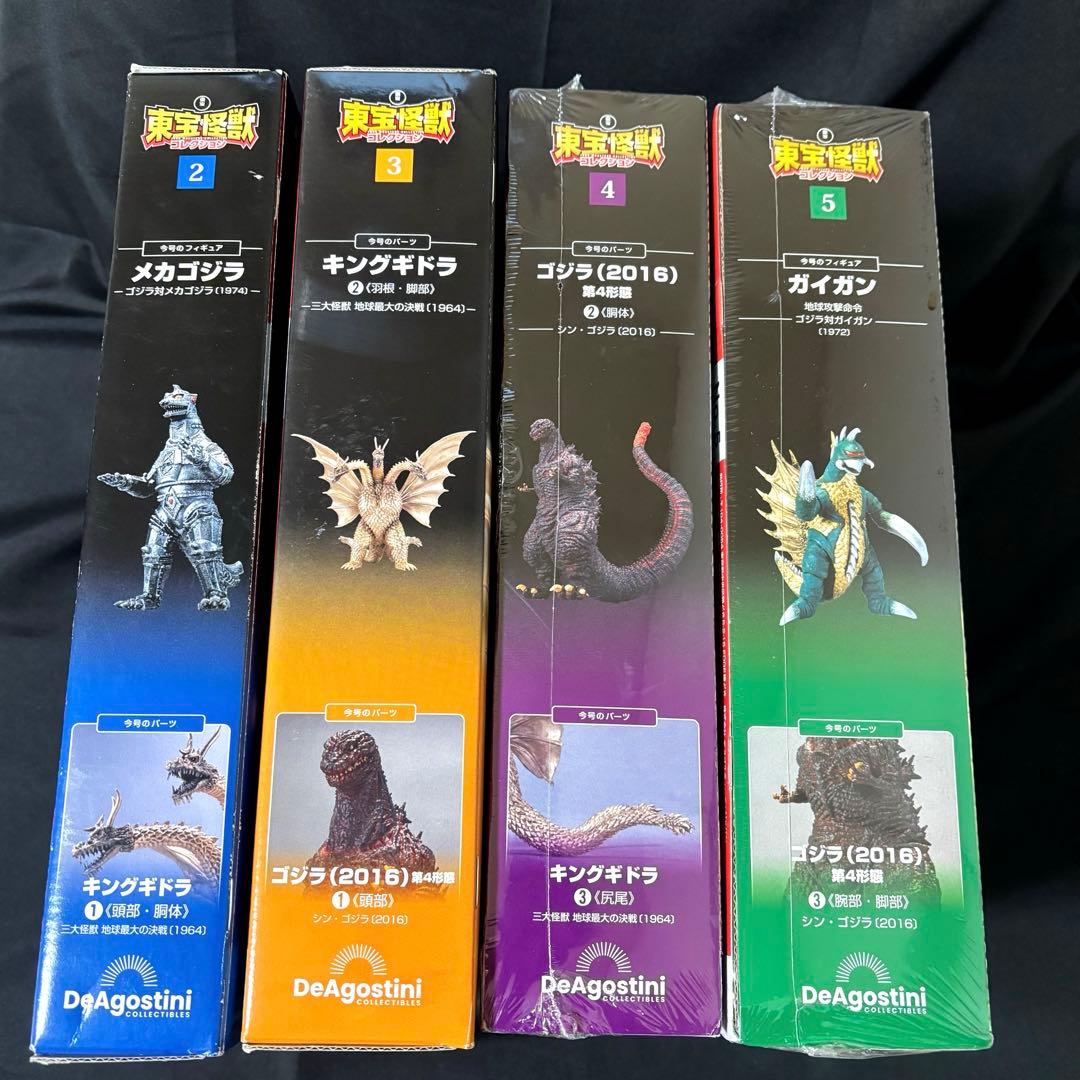 東宝怪獣
コレクション
2
今号のフィギュア
メカゴジラ
ゴジラ対メカゴジラ〔1974〕
今号のパーツ
キングギドラ
❶《頭部・胴体》
三大怪獣 地球最大の決戦〔1964〕
DeAgostini
COLLECTIBLES
東宝怪獣
コレクション
3
今号のパーツ
キングギドラ
❷《羽根・脚部》
三大怪獣 地球最大の決戦〔1964〕
今号のパーツ
ゴジラ(2016)第4形態
❶《頭部》
シン・ゴジラ〔2016〕
DeAgostini
COLLECTIBLES
東宝怪獣
コレクション
4
今号のパーツ
ゴジラ(2016)
第4形態
❷《胴体》
シン・ゴジラ〔2016〕
今号のパーツ
キングギドラ
❸《尻尾》
三大怪獣 地球最大の決戦〔1964〕
DeAgostini
COLLECTIBLES
東宝怪獣
コレクション
5
今号のフィギュア
ガイガン
地球攻撃命令
ゴジラ対ガイガン
〔1972〕
今号のパーツ
ゴジラ(2016)
第4形態
❸《腕部・脚部》
シン・ゴジラ〔2016〕
DeAgostini
COLLECTIBLES